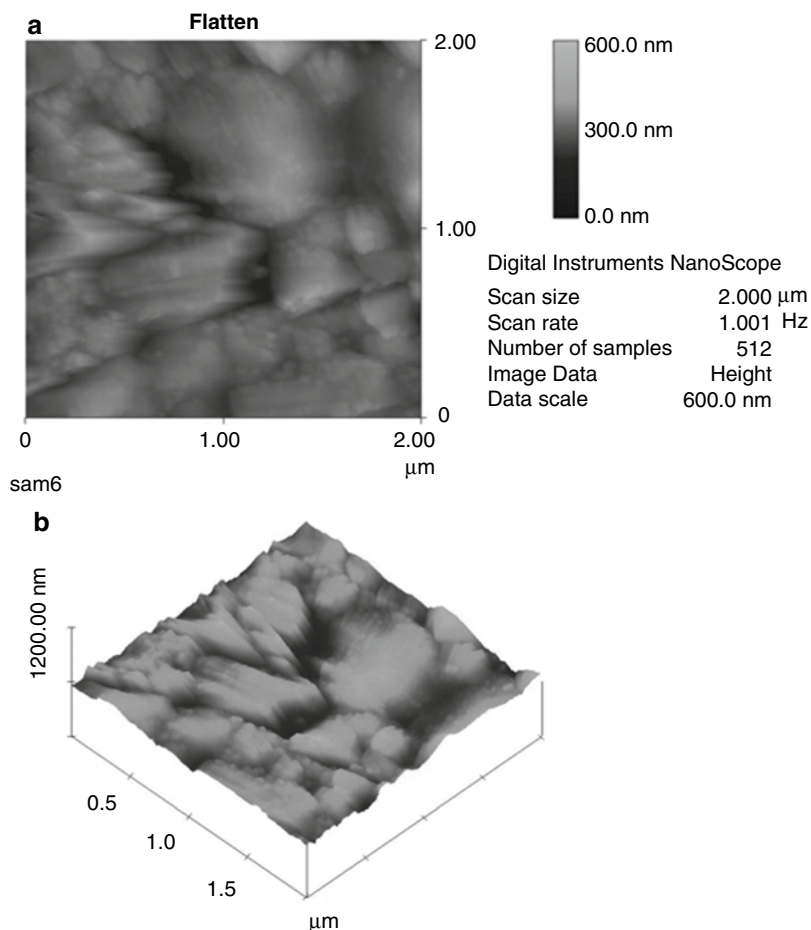 a
Flatten
2.00
1.00
0
0 1.00 2.00
μm
600.0 nm
300.0 nm
0.0 nm
Digital Instruments NanoScope
Scan size 2.000 μm
Scan rate 1.001 Hz
Number of samples 512
Image Data Height
Data scale 600.0 nm
sam6
b
1200.00 nm
0.5
1.0
1.5
μm